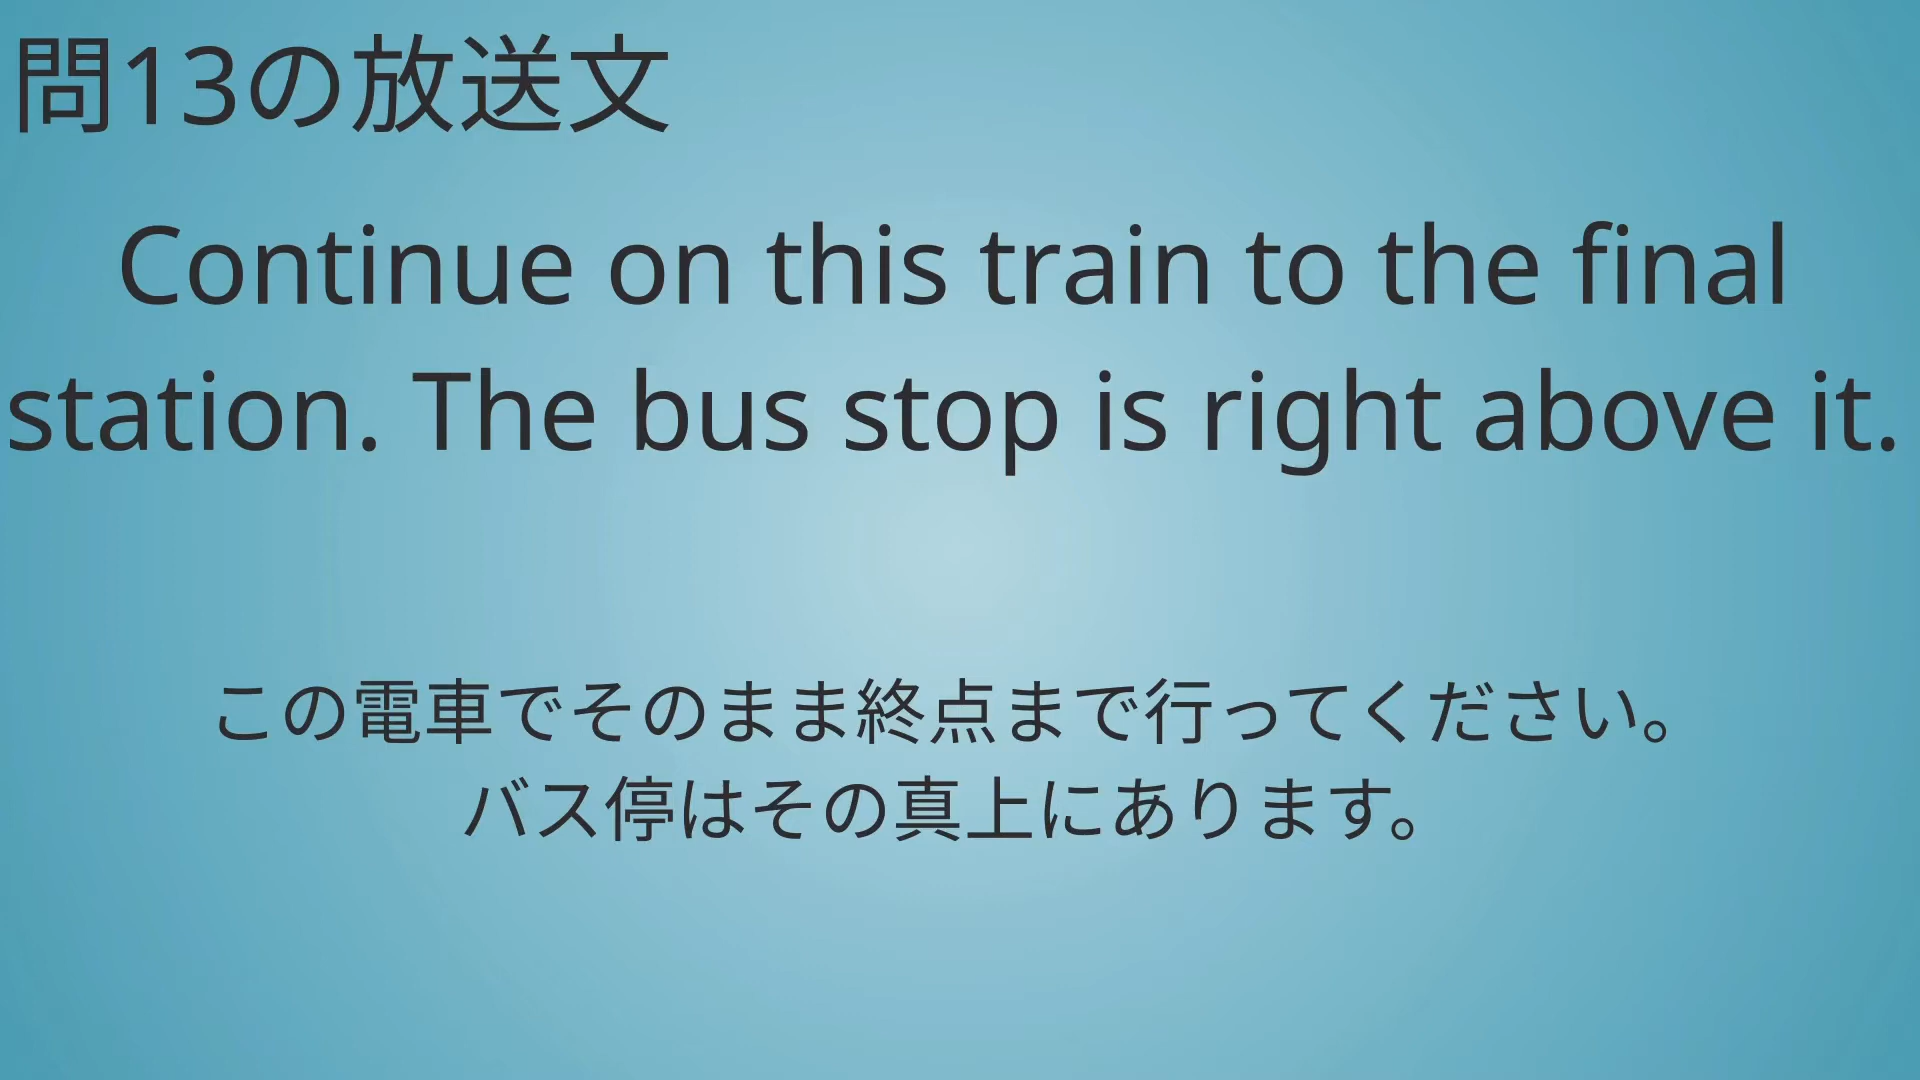 問13の放送文
Continue on this train to the final
station. The bus stop is right above it.
この電車でそのまま終点まで行ってください。
バス停はその真上にあります。